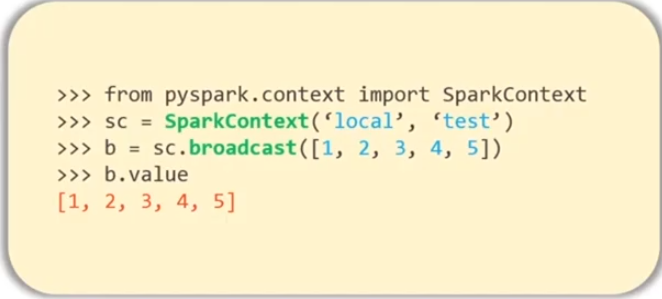 >>> from pyspark.context import SparkContext
>>> sc = SparkContext(‘local’, ‘test’)
>>> b = sc.broadcast([1, 2, 3, 4, 5])
>>> b.value
[1, 2, 3, 4, 5]